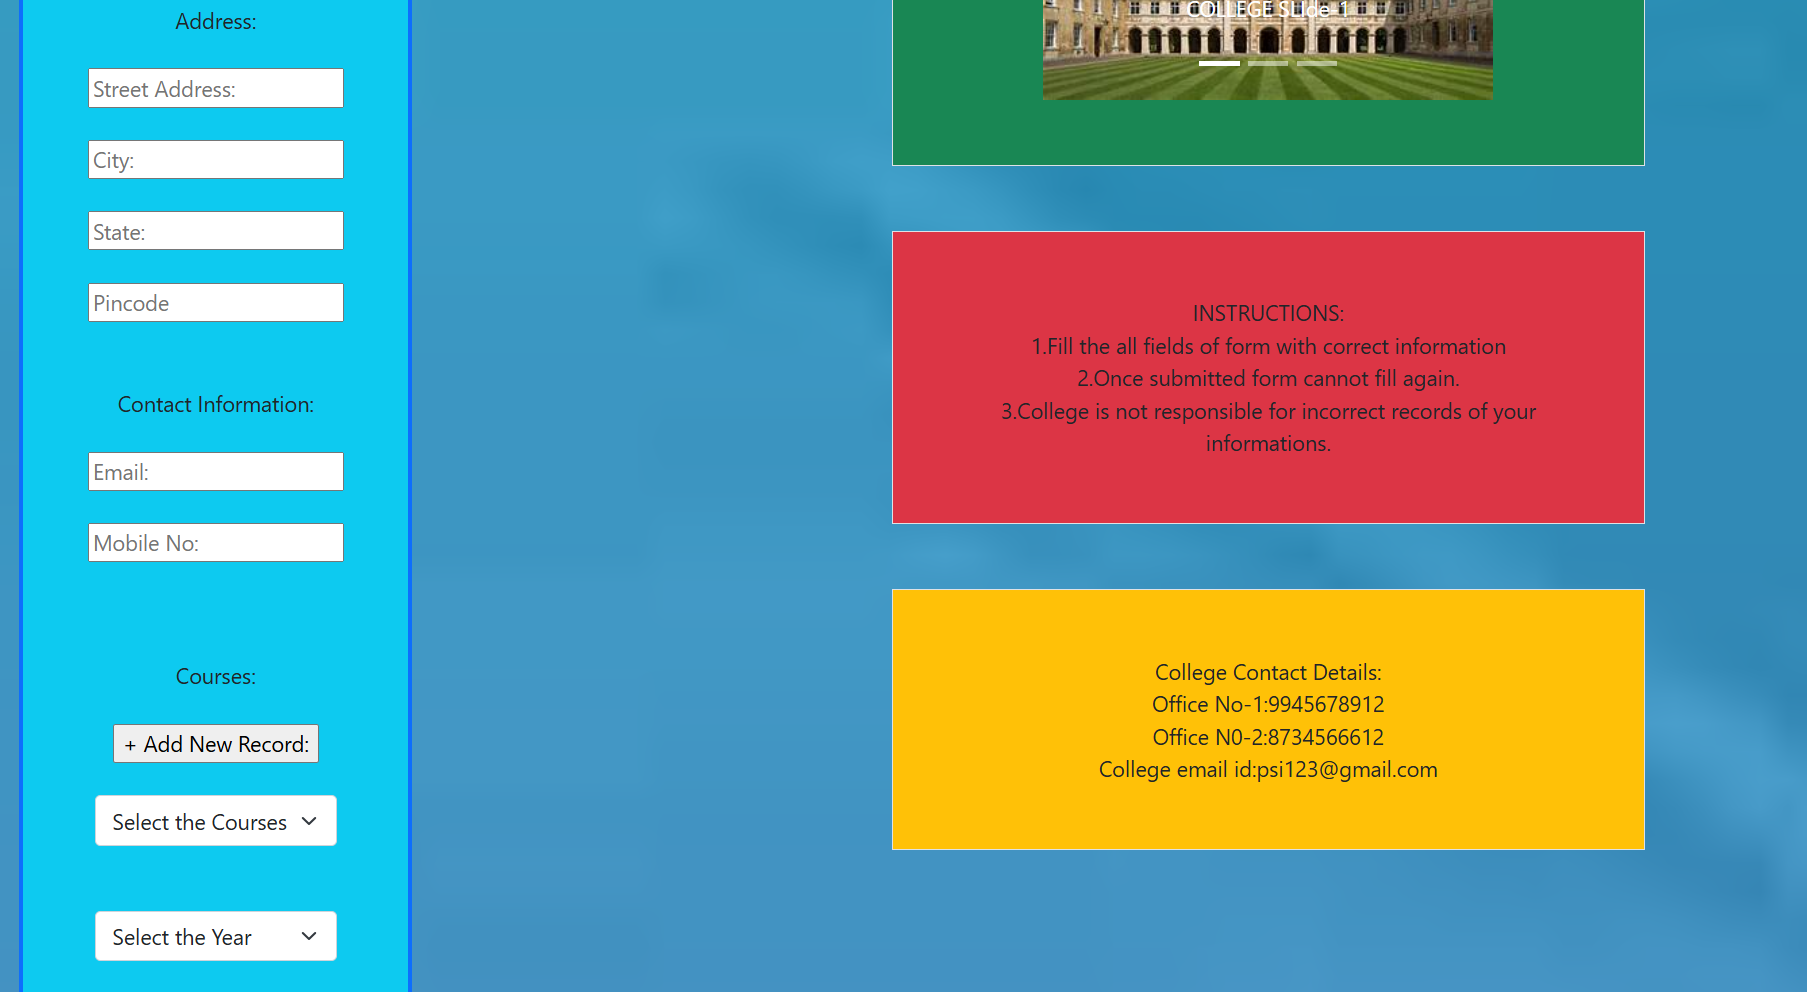 Address:
Street Address:
City:
State:
Pincode
Contact Information:
Email:
Mobile No:
Courses:
+ Add New Record:
Select the Courses
Select the Year
COLLEGE SLIde-1
INSTRUCTIONS:
1.Fill the all fields of form with correct information
2.Once submitted form cannot fill again.
3.College is not responsible for incorrect records of your
informations.
College Contact Details:
Office No-1:9945678912
Office N0-2:8734566612
College email id:psi123@gmail.com